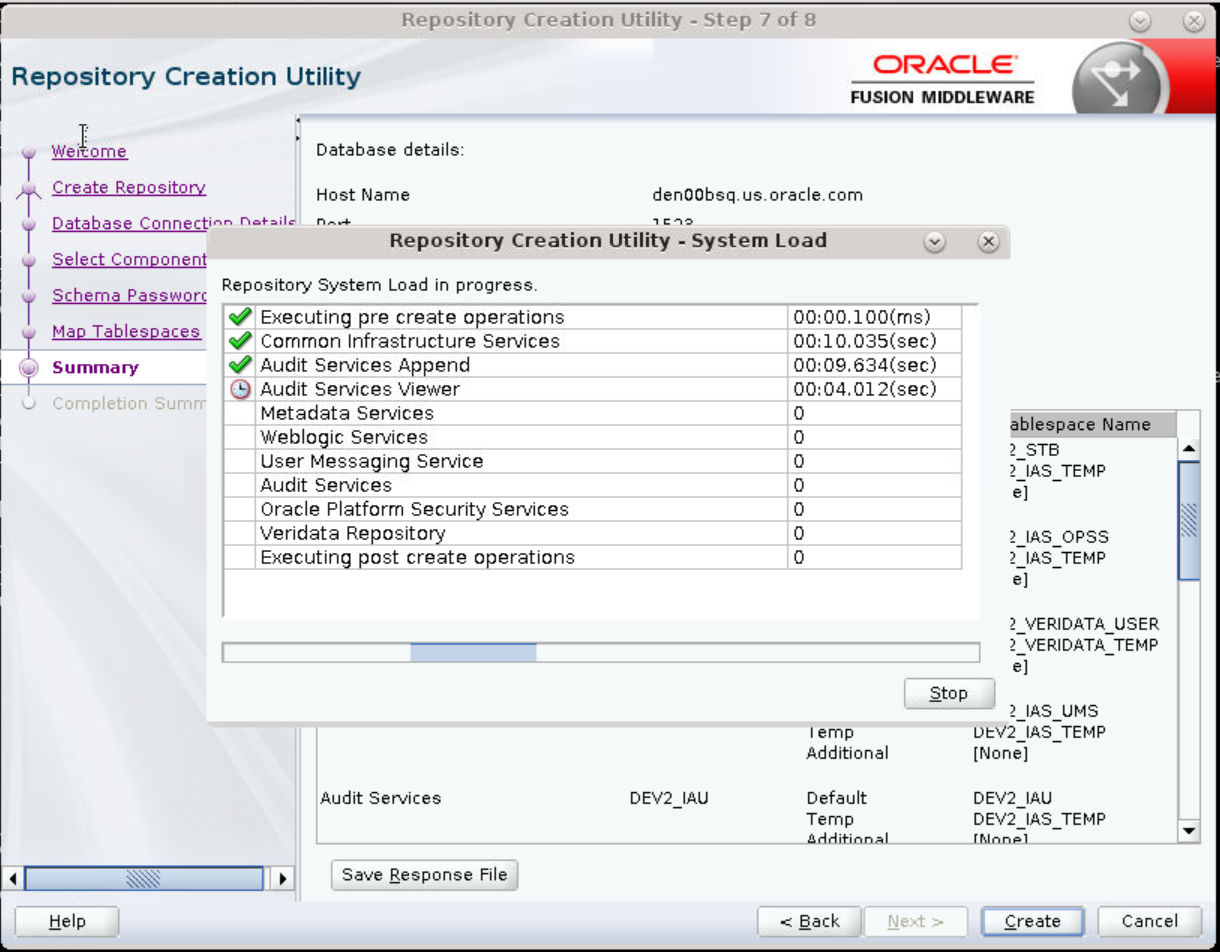 Repository Creation Utility - Step 7 of 8
Repository Creation Utility
ORACLE
FUSION MIDDLEWARE
Welcome
Create Repository
Database Connection Details
Select Component
Schema Password
Map Tablespaces
Summary
Completion Summ
Database details:
Host Name den00bsq.us.oracle.com
Port 1523
Repository Creation Utility - System Load
Repository System Load in progress.
Executing pre create operations 00:00.100(ms)
Common Infrastructure Services 00:10.035(sec)
Audit Services Append 00:09.634(sec)
Audit Services Viewer 00:04.012(sec)
Metadata Services 0
Weblogic Services 0
User Messaging Service 0
Audit Services 0
Oracle Platform Security Services 0
Veridata Repository 0
Executing post create operations 0
Stop
ablespace Name
2_STB
2_IAS_TEMP
e]
2_IAS_OPSS
2_IAS_TEMP
e]
2_VERIDATA_USER
2_VERIDATA_TEMP
e]
2_IAS_UMS
Temp DEV2_IAS_TEMP
Additional [None]
Audit Services DEV2_IAU Default DEV2_IAU
Temp DEV2_IAS_TEMP
Additional [None]
Save Response File
Help
< Back
Next >
Create
Cancel